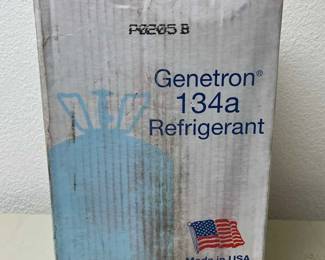 P0205 B
Genetron®
134a
Refrigerant
Made in USA